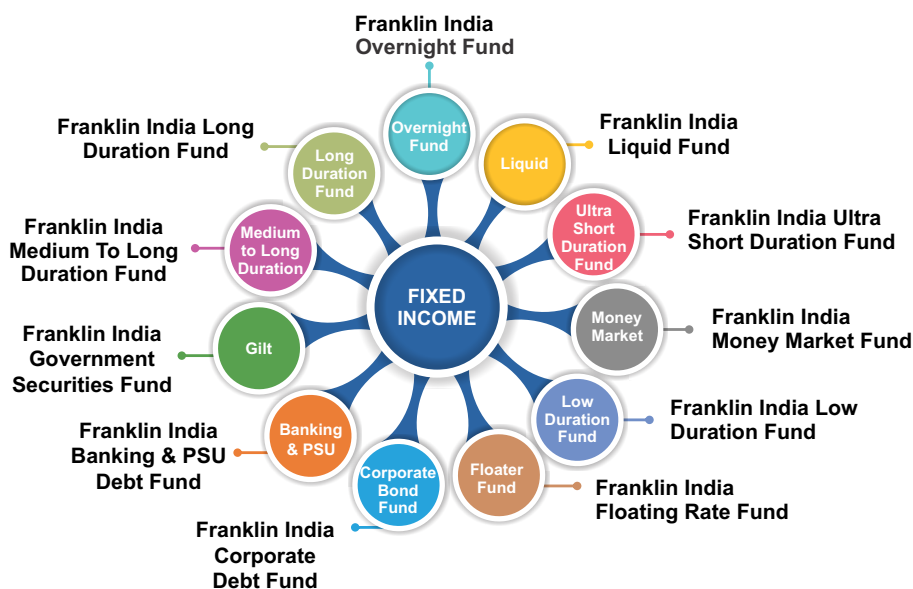 Franklin India
Overnight Fund
Overnight
Fund
Franklin India
Liquid Fund
Liquid
Franklin India Ultra
Short Duration Fund
Ultra
Short
Duration
Fund
Franklin India
Money Market Fund
Money
Market
Franklin India Low
Duration Fund
Low
Duration
Fund
Franklin India
Floating Rate Fund
Floater
Fund
Franklin India
Corporate
Debt Fund
Corporate
Bond
Fund
Franklin India
Banking & PSU
Debt Fund
Banking
& PSU
Franklin India
Government
Securities Fund
Gilt
Franklin India
Medium To Long
Duration Fund
Medium
to Long
Duration
Franklin India Long
Duration Fund
Long
Duration
Fund
FIXED
INCOME